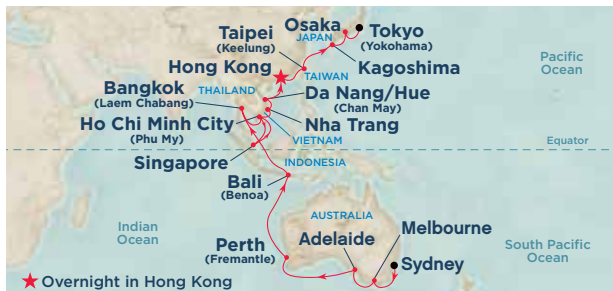 Osaka
Tokyo
(Yokohama)
JAPAN
Taipei
(Keelung)
Kagoshima
Hong Kong
TAIWAN
Pacific
Ocean
Bangkok
(Laem Chabang)
THAILAND
Da Nang/Hue
(Chan May)
Ho Chi Minh City
(Phu My)
Nha Trang
VIETNAM
Singapore
Equator
INDONESIA
Bali
(Benoa)
Indian
Ocean
AUSTRALIA
Melbourne
Perth
(Fremantle)
Adelaide
Sydney
South Pacific
Ocean
Overnight in Hong Kong